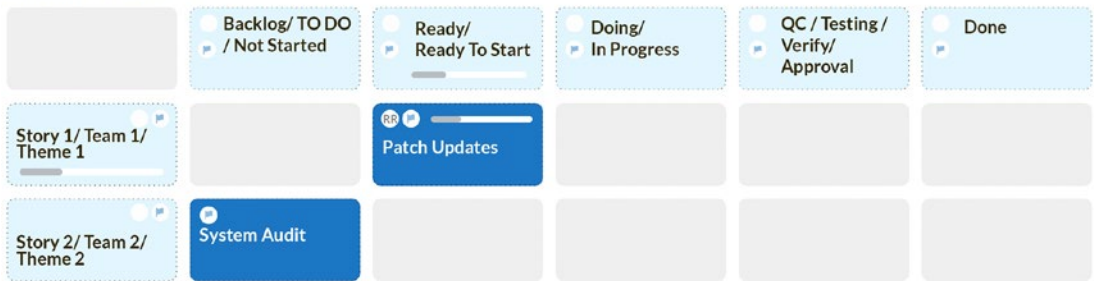 Backlog/ TO DO
/ Not Started
Ready/
Ready To Start
Doing/
In Progress
QC / Testing /
Verify/
Approval
Done
Story 1/ Team 1/
Theme 1
RR
Patch Updates
Story 2/ Team 2/
Theme 2
System Audit